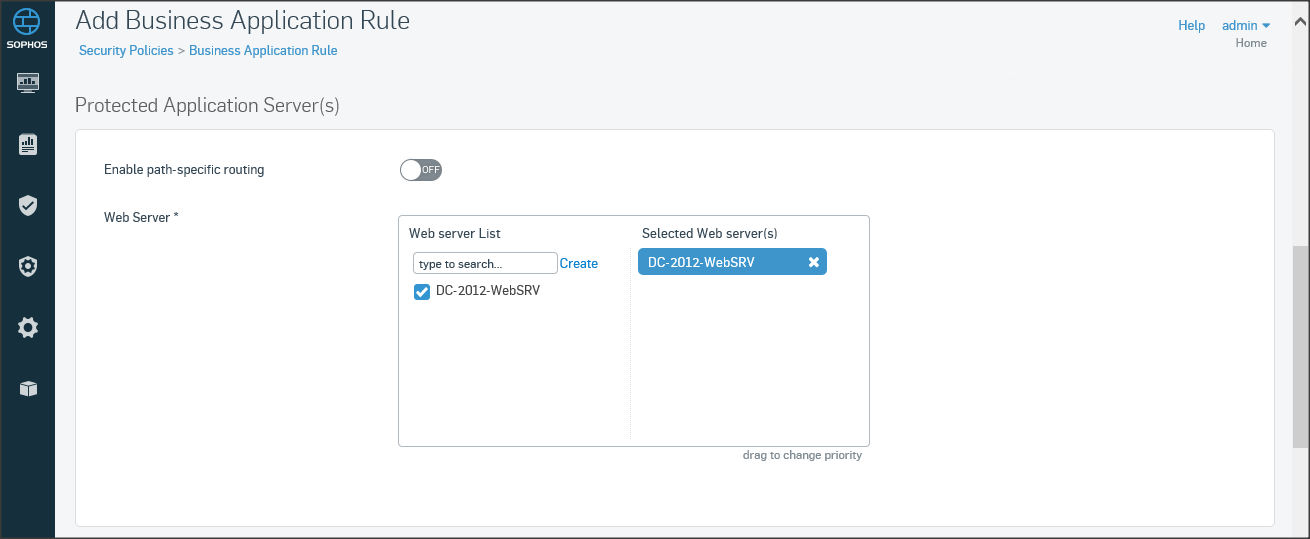 Add Business Application Rule
SOPHOS
Help admin
Home
Security Policies > Business Application Rule
Protected Application Server(s)
Enable path-specific routing
OFF
Web Server *
Web server List
Selected Web server(s)
type to search...
Create
DC-2012-WebSRV
DC-2012-WebSRV
drag to change priority